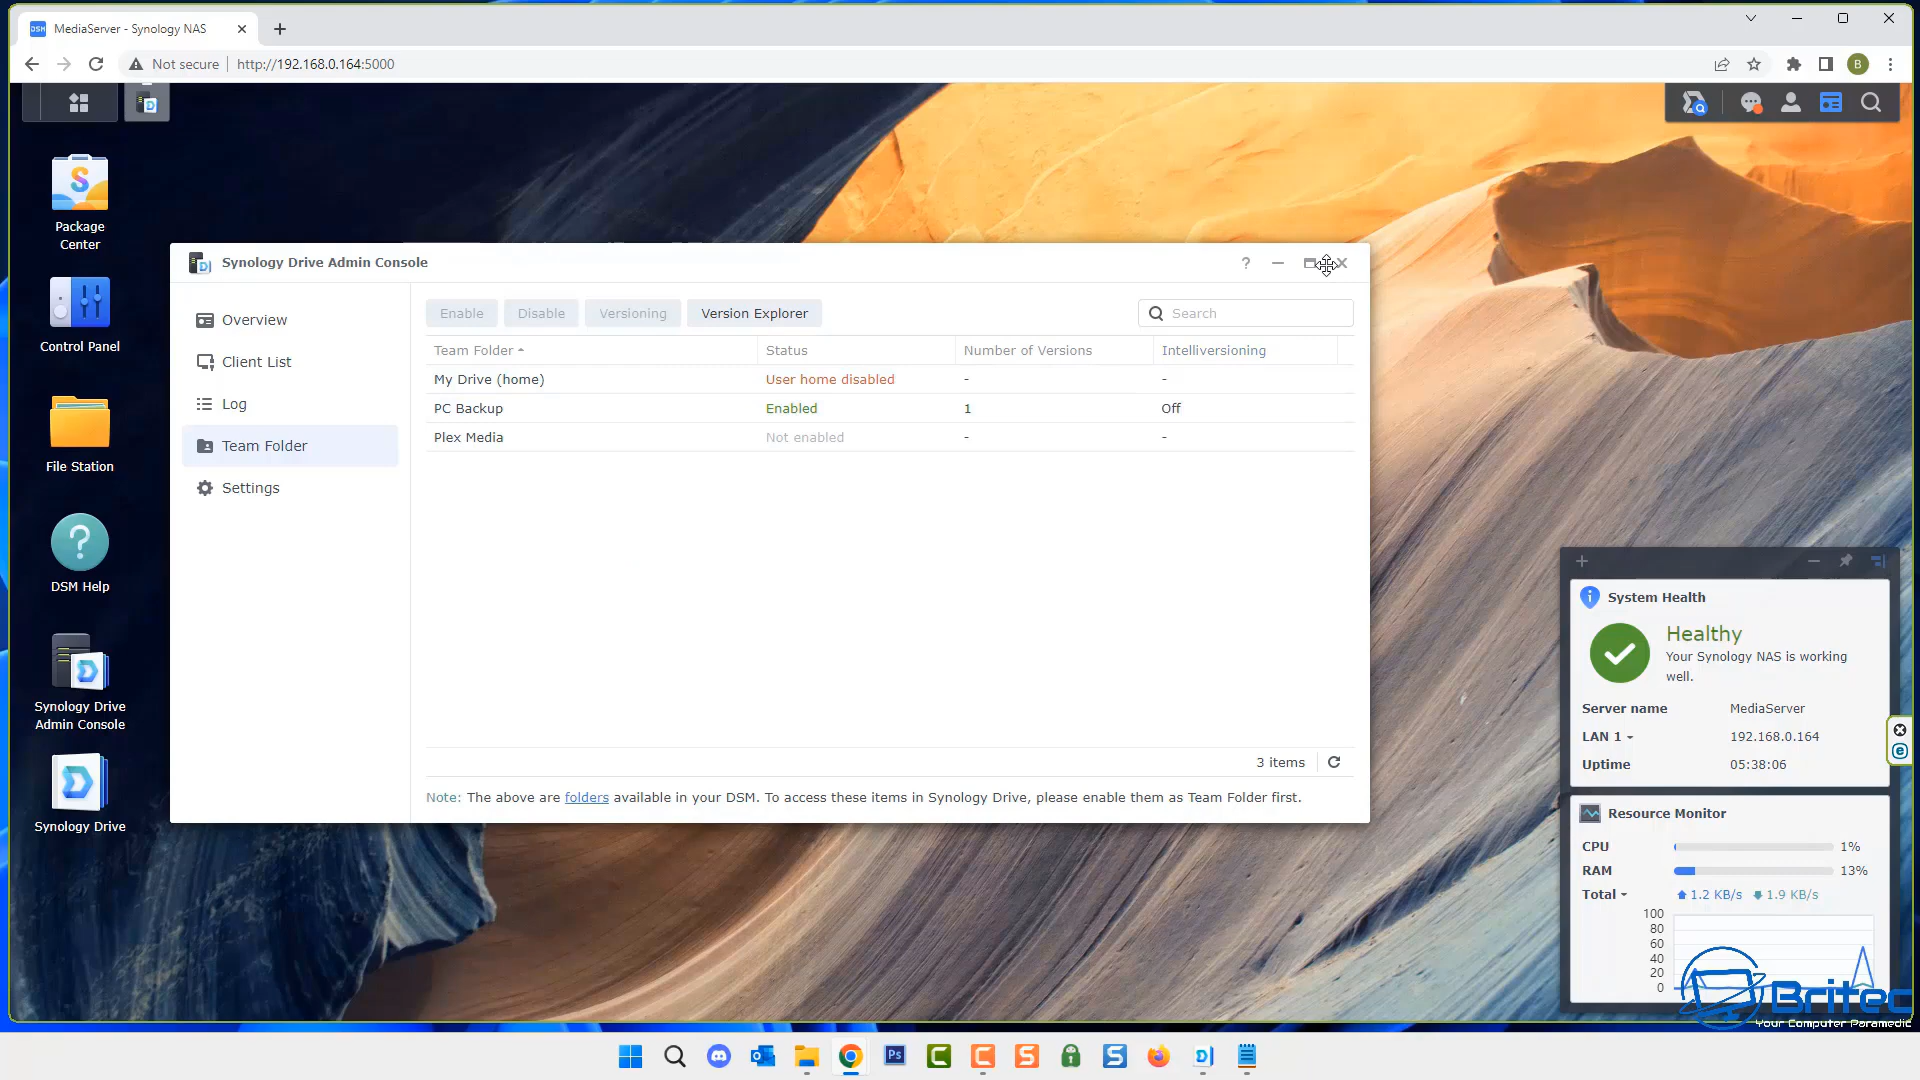 MediaServer - Synology NAS
Not secure
http://192.168.0.164:5000
B
Package
Center
Control Panel
File Station
DSM Help
Synology Drive
Admin Console
Synology Drive
Synology Drive Admin Console
Overview
Client List
Log
Team Folder
Settings
Enable
Disable
Versioning
Version Explorer
Search
Team Folder
Status
Number of Versions
Intelliversioning
My Drive (home)
User home disabled
-
-
PC Backup
Enabled
1
Off
Plex Media
Not enabled
-
-
3 items
Note: The above are folders available in your DSM. To access these items in Synology Drive, please enable them as Team Folder first.
System Health
Healthy
Your Synology NAS is working
well.
Server name
MediaServer
LAN 1
192.168.0.164
Uptime
05:38:06
Resource Monitor
CPU
1%
RAM
13%
Total
1.2 KB/s
1.9 KB/s
100
80
60
40
20
0
Britec
Your Computer Paramedic